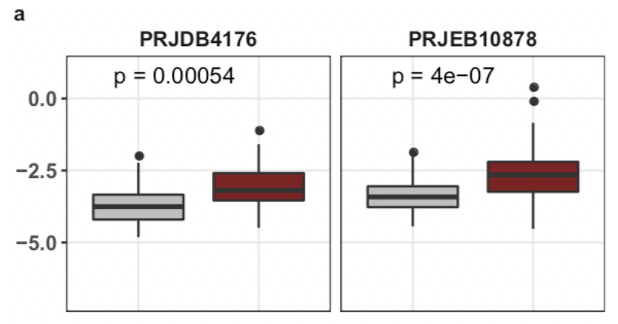 a
PRJDB4176
PRJEB10878
p = 0.00054
p = 4e−07
0.0
−2.5
−5.0